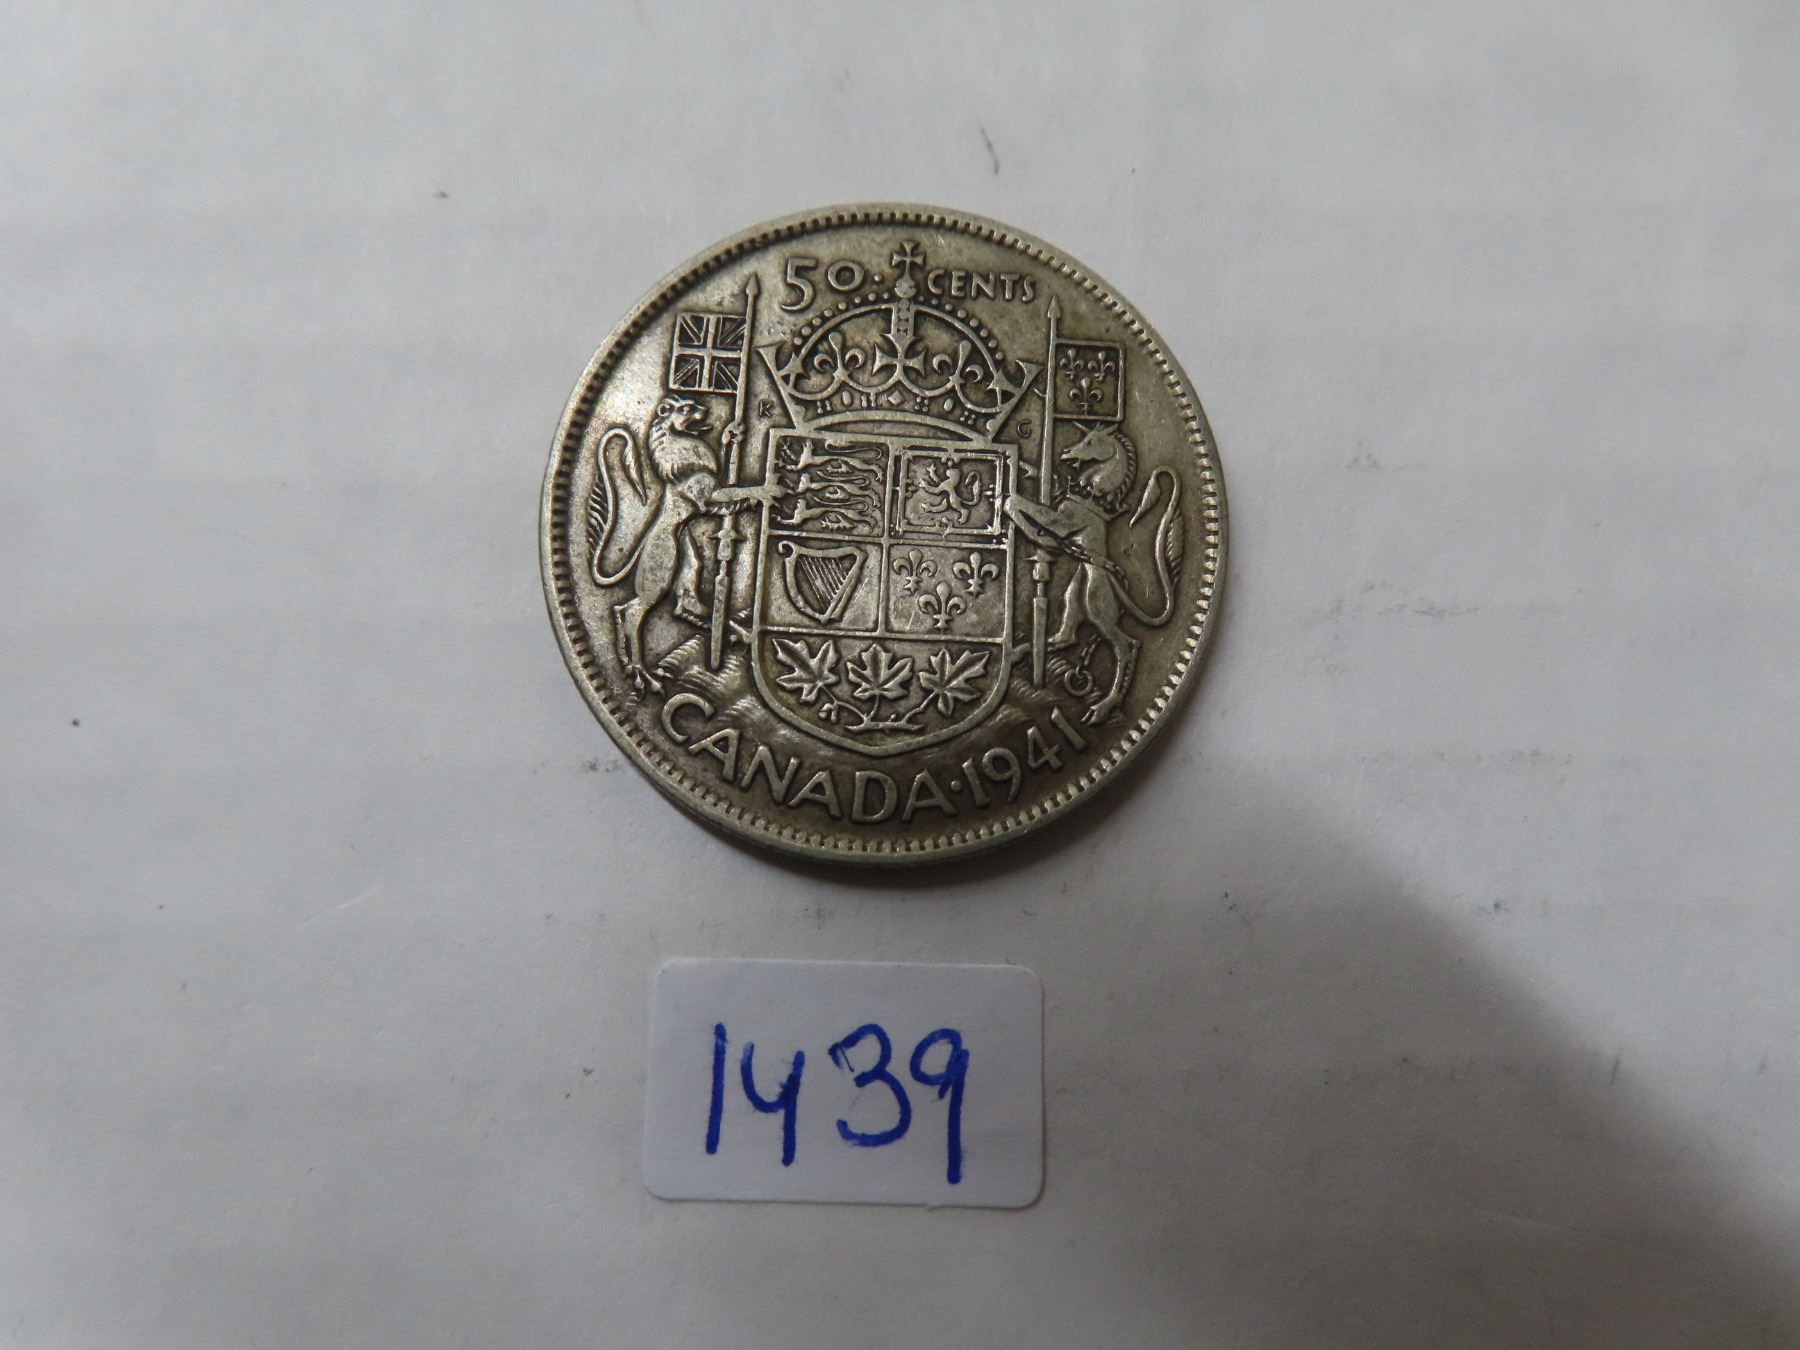 50 · CENTS
K G
CANADA · 1941
1439